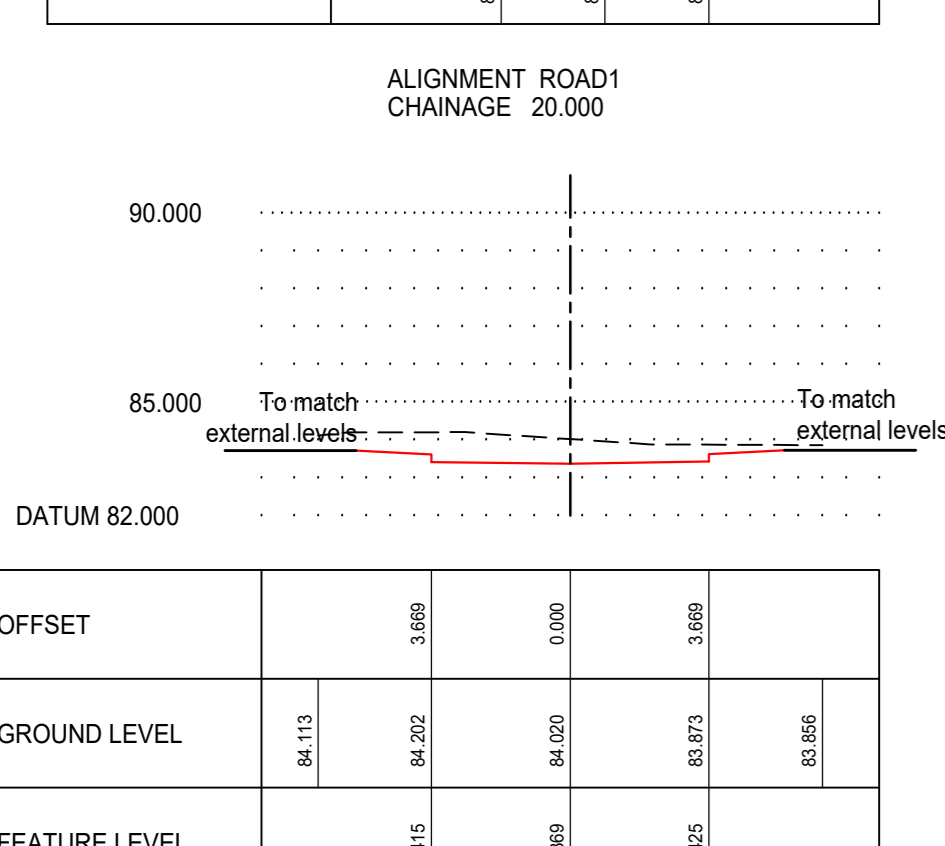 ALIGNMENT ROAD1
CHAINAGE 20.000
90.000
85.000
To match
external levels
To match
external levels
DATUM 82.000
OFFSET 3.669 0.000 3.669
GROUND LEVEL 84.113 84.202 84.020 83.873 83.856
FEATURE LEVEL